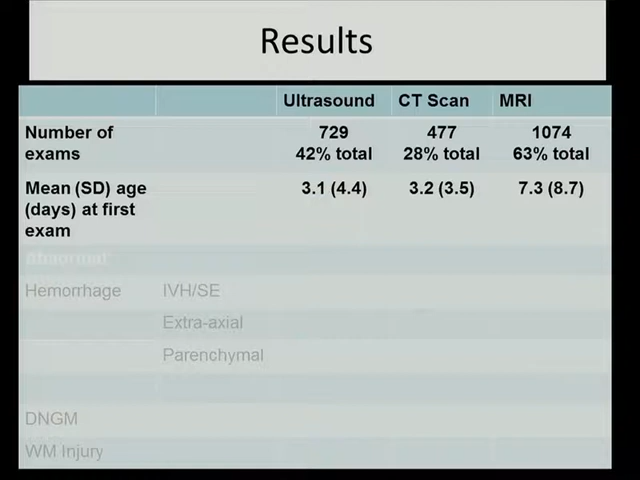 Results
Ultrasound CT Scan MRI
Number of 729 477 1074
exams 42% total 28% total 63% total
Mean (SD) age 3.1 (4.4) 3.2 (3.5) 7.3 (8.7)
(days) at first
exam
Abnormal
Hemorrhage IVH/SE
Extra-axial
Parenchymal
DNGM
WM Injury